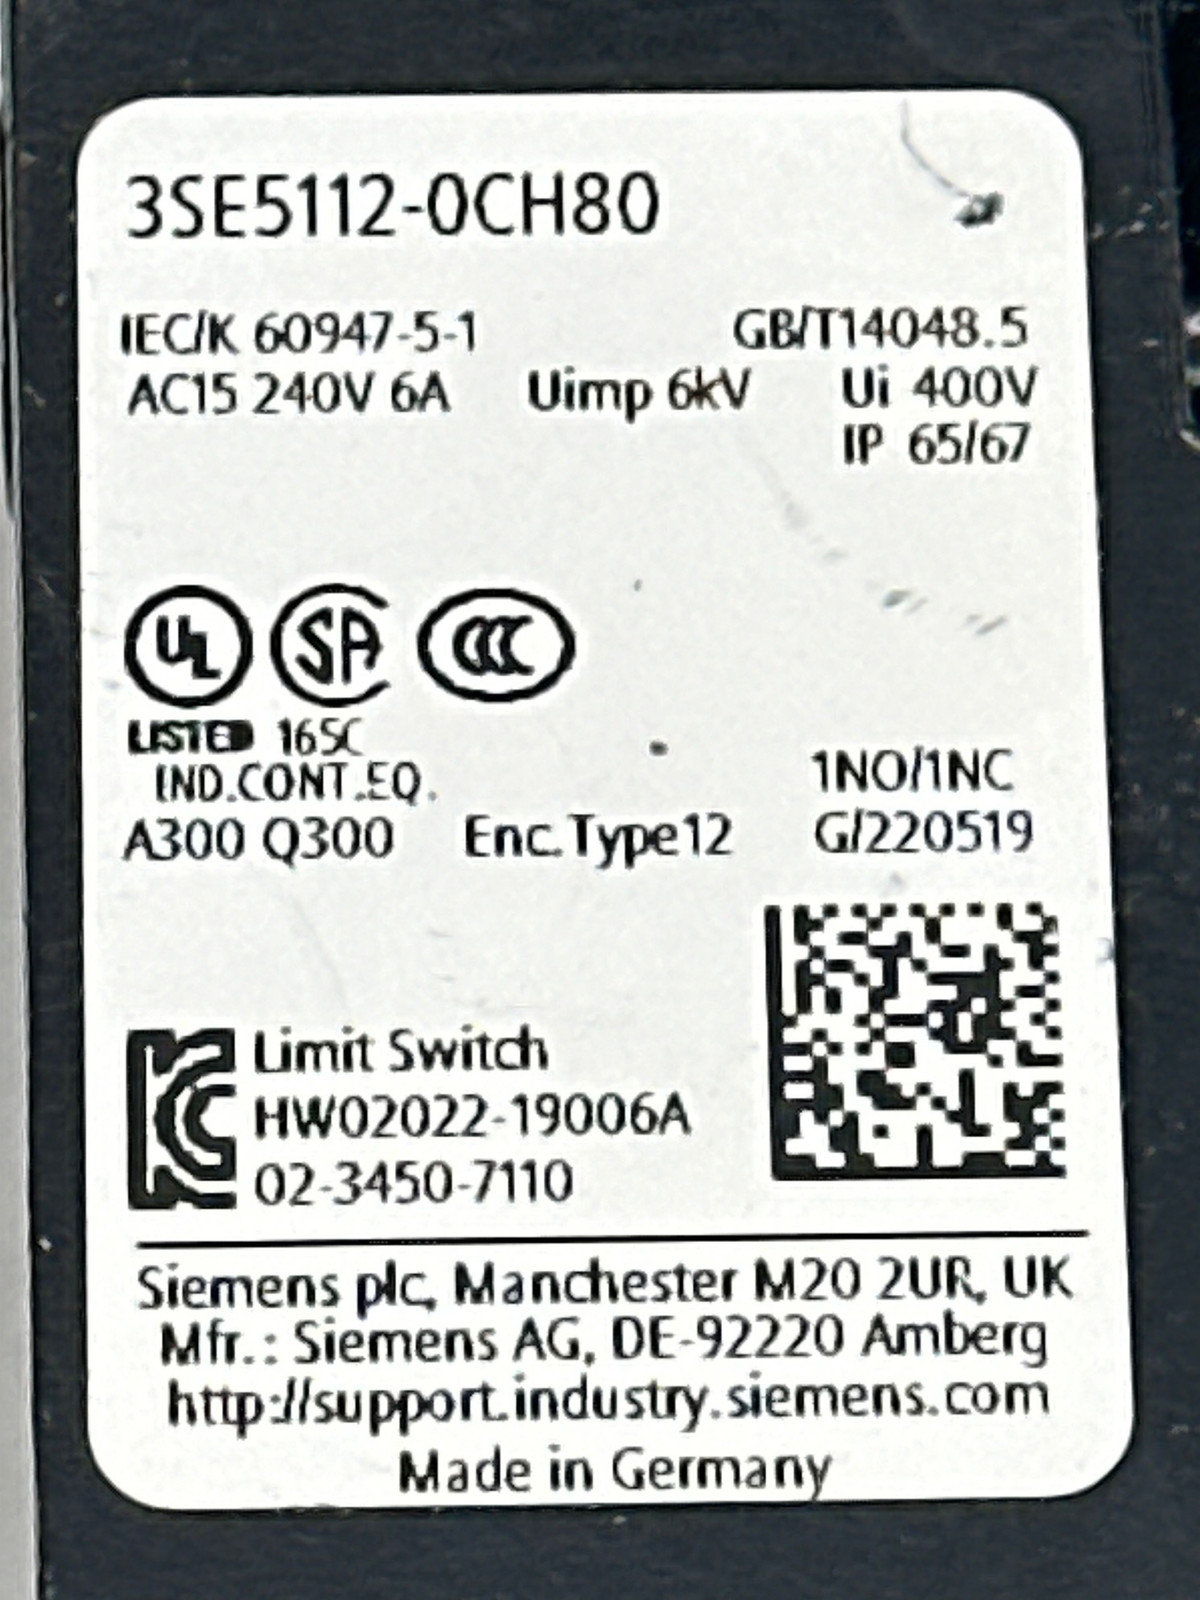 3SE5112-0CH80
IEC/K 60947-5-1 GB/T14048.5
AC15 240V 6A Uimp 6kV Ui 400V
IP 65/67
UL SA CCC
LISTED 165C
IND.CONT.EQ. 1NO/1NC
A300 Q300 Enc.Type12 G/220519
KC Limit Switch
HW02022-19006A
02-3450-7110
Siemens plc, Manchester M20 2UR, UK
Mfr.: Siemens AG, DE-92220 Amberg
http://support.industry.siemens.com
Made in Germany